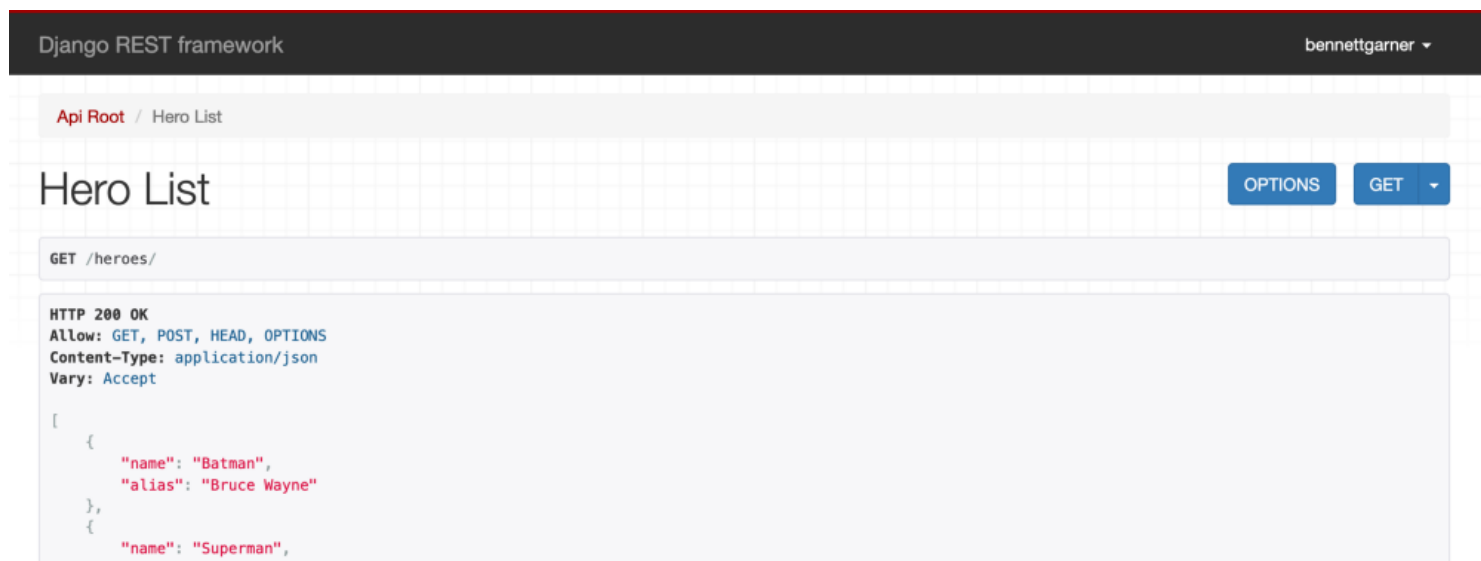 Django REST framework
bennettgarner
Api Root / Hero List
Hero List
OPTIONS
GET
GET /heroes/
HTTP 200 OK
Allow: GET, POST, HEAD, OPTIONS
Content-Type: application/json
Vary: Accept
[
    {
        "name": "Batman",
        "alias": "Bruce Wayne"
    },
    {
        "name": "Superman",